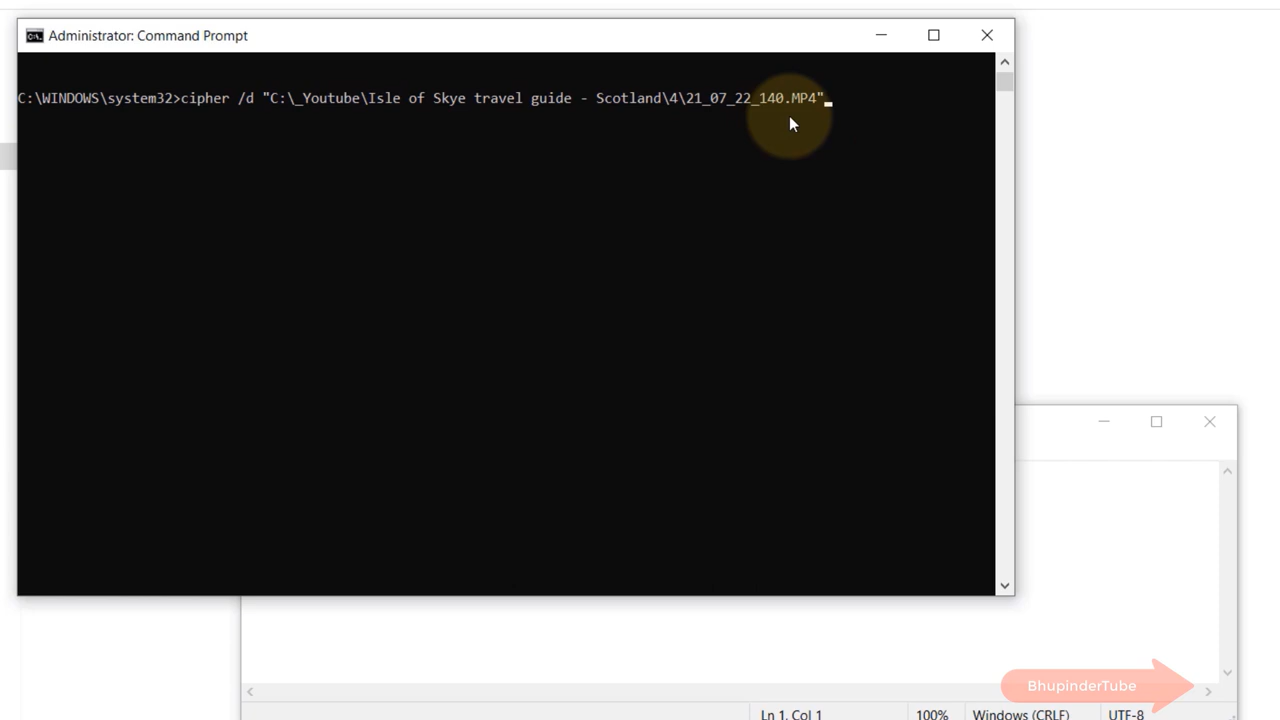 Administrator: Command Prompt
C:\WINDOWS\system32>cipher /d "C:\_Youtube\Isle of Skye travel guide - Scotland\4\21_07_22_140.MP4"
BhupinderTube
Ln 1, Col 1
100%
Windows (CRLF)
UTF-8